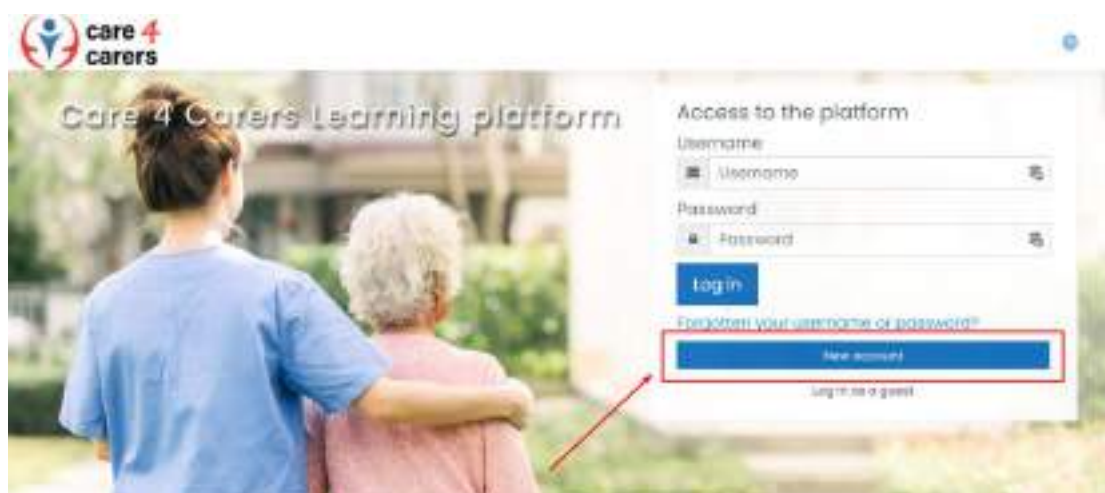 care 4
carers
Care 4 Carers Learning platform
Access to the platform
Username
Username
Password
Password
Log in
Forgotten your username or password?
New account
Log in as a guest